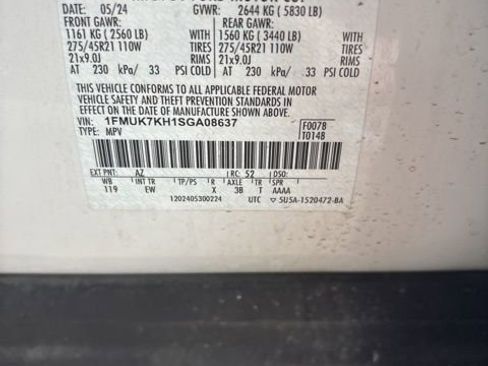 DATE: 05/24 GVWR: 2644 KG ( 5830 LB)
FRONT GAWR: REAR GAWR:
1161 KG ( 2560 LB) WITH 1560 KG ( 3440 LB) WITH
275/45R21 110W TIRES 275/45R21 110W TIRES
21x9.0J RIMS 21x9.0J RIMS
AT 230 kPa/ 33 PSI COLD AT 230 kPa/ 33 PSI COLD
THIS VEHICLE CONFORMS TO ALL APPLICABLE FEDERAL MOTOR
VEHICLE SAFETY AND THEFT PREVENTION STANDARDS IN
EFFECT ON THE DATE OF MANUFACTURE SHOWN ABOVE.
VIN: 1FMUK7KH1SGA08637 F0078
TYPE: MPV T014B
EXT PNT: AZ RC: 52 DSO:
WB INT TR TP/PS R AXLE TR SPR
119 EW X 3B T AAAA
1202405300224 UTC ▽ 5U5A-1520472-BA